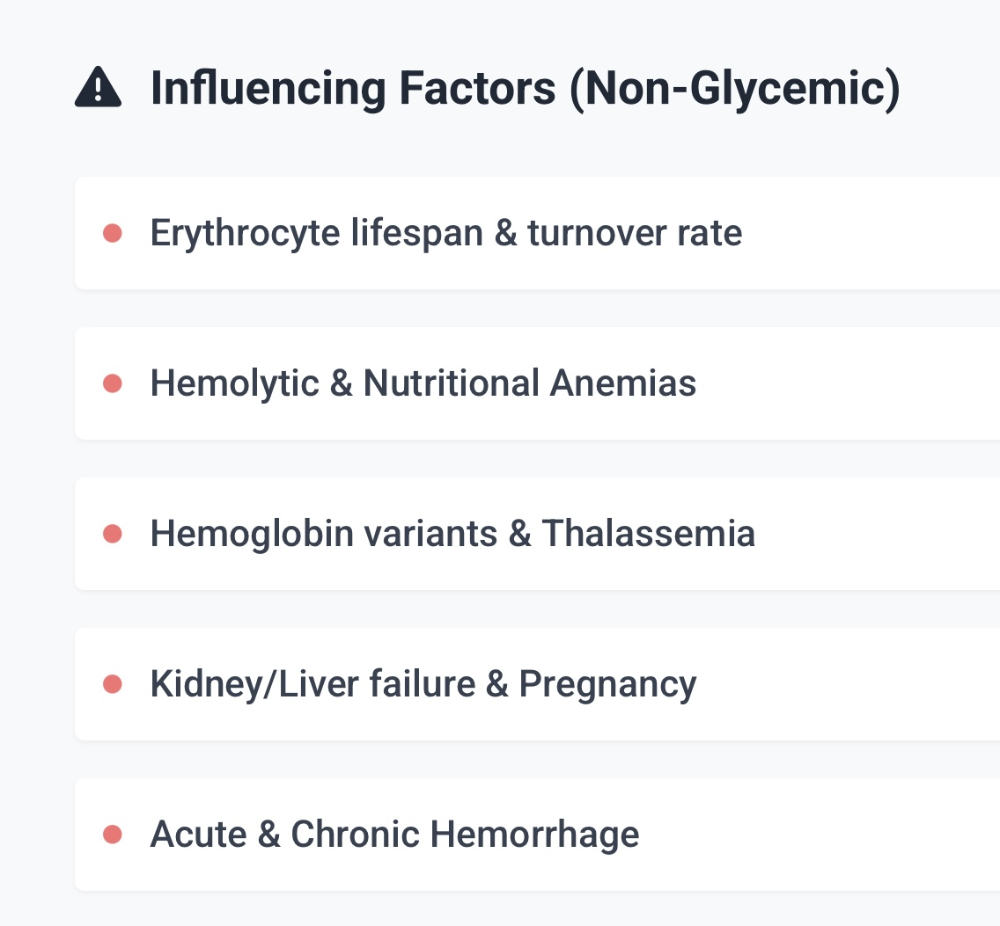 Influencing Factors (Non-Glycemic)
Erythrocyte lifespan & turnover rate
Hemolytic & Nutritional Anemias
Hemoglobin variants & Thalassemia
Kidney/Liver failure & Pregnancy
Acute & Chronic Hemorrhage